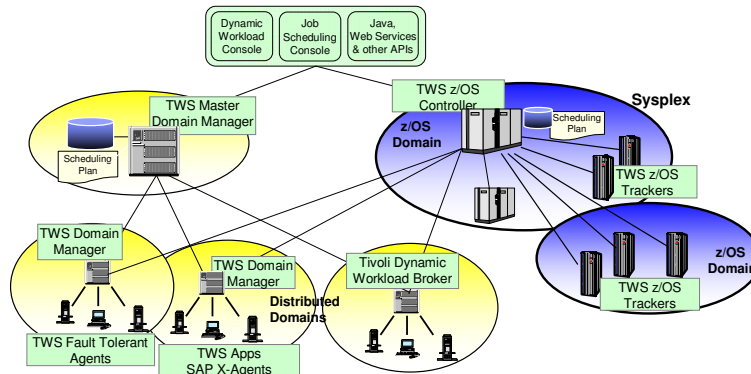 Dynamic
Workload
Console
Job
Scheduling
Console
Java,
Web Services
& other APIs
TWS Master
Domain Manager
Scheduling
Plan
TWS z/OS
Controller
Sysplex
z/OS
Domain
Scheduling
Plan
TWS z/OS
Trackers
z/OS
Domain
TWS z/OS
Trackers
TWS Domain
Manager
TWS Domain
Manager
Distributed
Domains
Tivoli Dynamic
Workload Broker
TWS Fault Tolerant
Agents
TWS Apps
SAP X-Agents